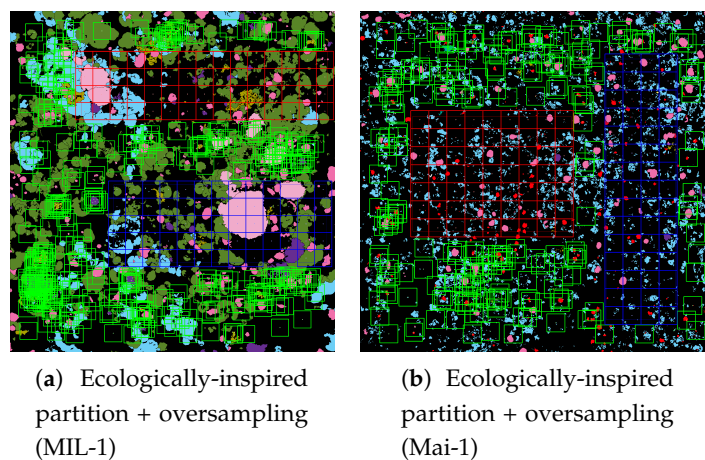 (a) Ecologically-inspired
partition + oversampling
(MIL-1)
(b) Ecologically-inspired
partition + oversampling
(Mai-1)